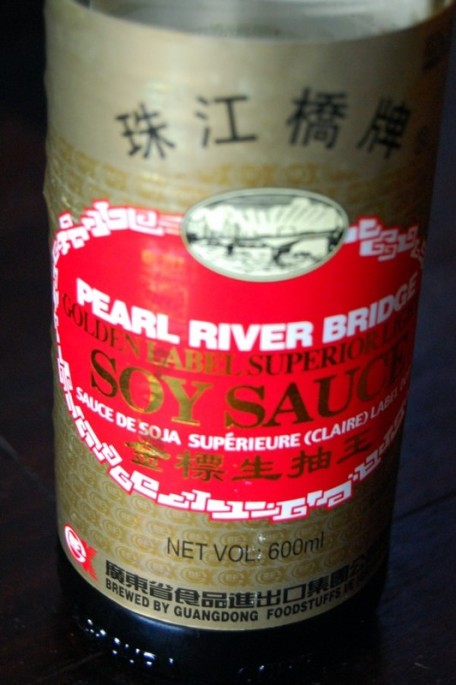 珠江橋牌
PEARL RIVER BRIDGE
GOLDEN LABEL SUPERIOR
SOY SAUCE
SAUCE DE SOJA SUPÉRIEURE (CLAIRE) LABEL
金標生抽王
NET VOL: 600ml
廣東省食品進出口集團公
BREWED BY GUANGDONG FOODSTUFFS